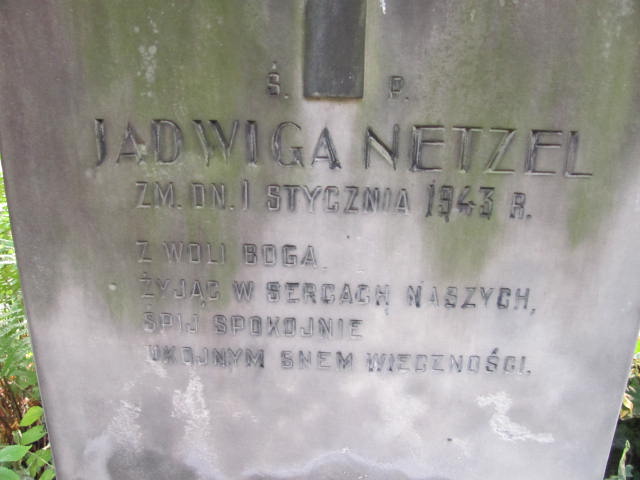 Ś. P.
JADWIGA NETZEL
ZM. DN. 1 STYCZNIA 1943 R.
Z WOLI BOGA
ŻYJĄC W SERCACH NASZYCH,
ŚPIJ SPOKOJNIE
UKOJNYM SNEM WIECZNOŚCI.